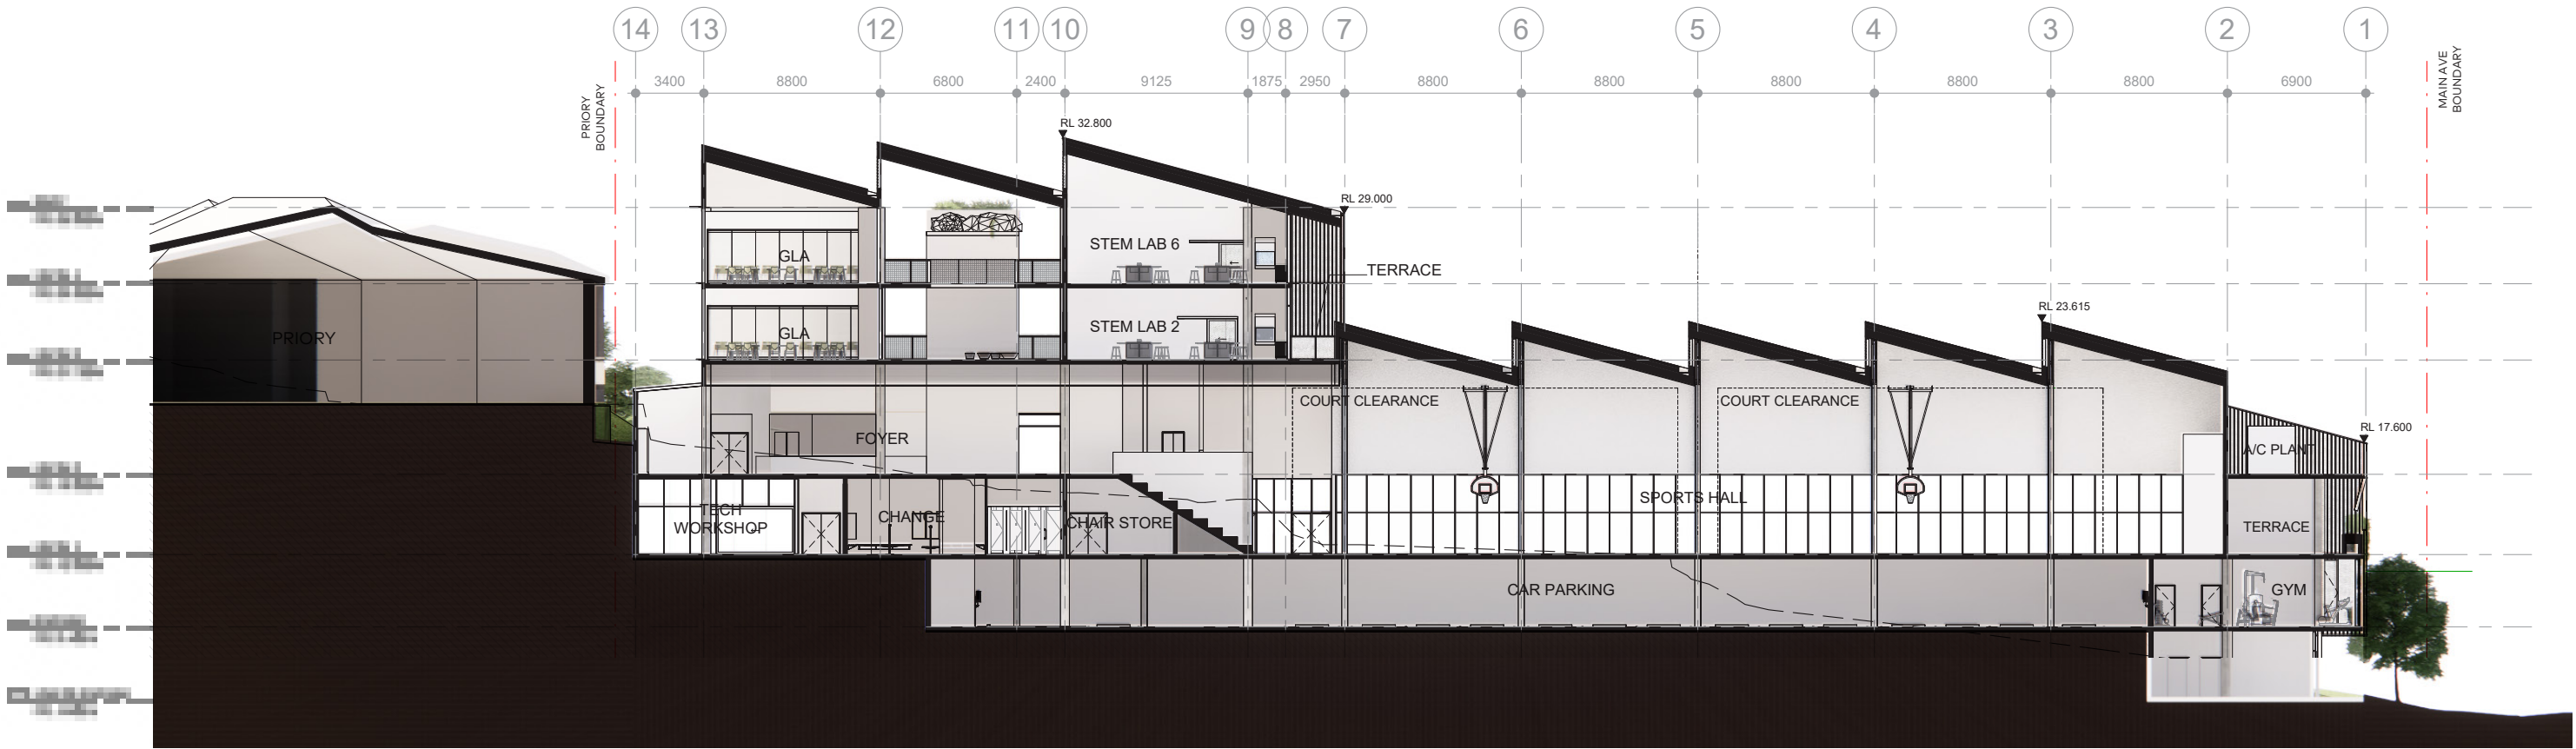 14 13 12 11 10 9 8 7 6 5 4 3 2 1
3400 8800 6800 2400 9125 1875 2950 8800 8800 8800 8800 8800 6900
PRIORY
BOUNDARY
MAIN AVE
BOUNDARY
RL 32.800
RL 29.000
STEM LAB 6
GLA
TERRACE
RL 23.615
STEM LAB 2
GLA
PRIORY
COURT CLEARANCE
COURT CLEARANCE
RL 17.600
FOYER
A/C PLANT
SPORTS HALL
TECH
WORKSHOP
CHANGE
CHAIR STORE
TERRACE
CAR PARKING
GYM